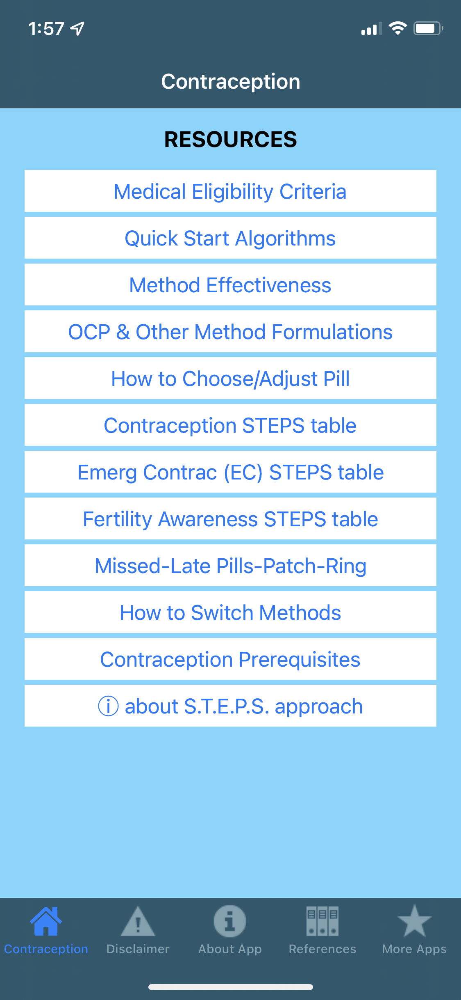 1:57
Contraception
RESOURCES
Medical Eligibility Criteria
Quick Start Algorithms
Method Effectiveness
OCP & Other Method Formulations
How to Choose/Adjust Pill
Contraception STEPS table
Emerg Contrac (EC) STEPS table
Fertility Awareness STEPS table
Missed-Late Pills-Patch-Ring
How to Switch Methods
Contraception Prerequisites
ⓘ about S.T.E.P.S. approach
Contraception Disclaimer About App References More Apps